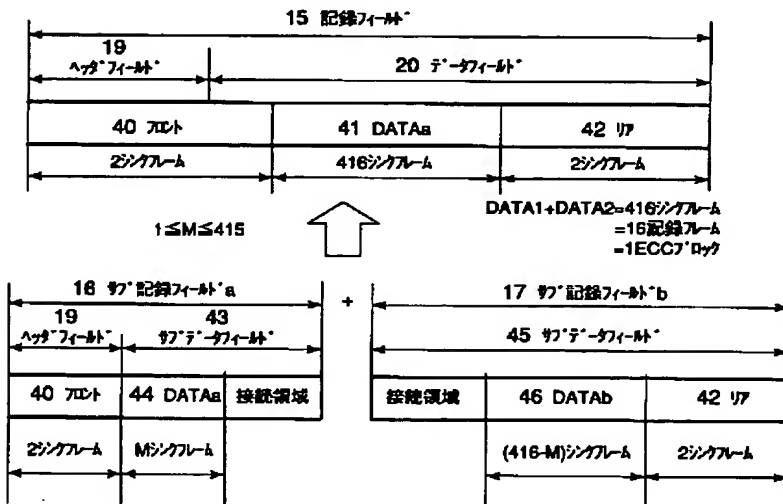 15 記録フィールド
19
ヘッダフィールド
20 データフィールド
40 フロント
41 DATAa
42 リア
2シンクフレーム
416シンクフレーム
2シンクフレーム
1≦M≦415
DATA1+DATA2=416シンクフレーム
=16記録フレーム
=1ECCブロック
16 サブ記録フィールドa
+
17 サブ記録フィールドb
19
ヘッダフィールド
43
サブデータフィールド
45 サブデータフィールド
40 フロント
44 DATAa
接続領域
接続領域
46 DATAb
42 リア
2シンクフレーム
Mシンクフレーム
(416-M)シンクフレーム
2シンクフレーム